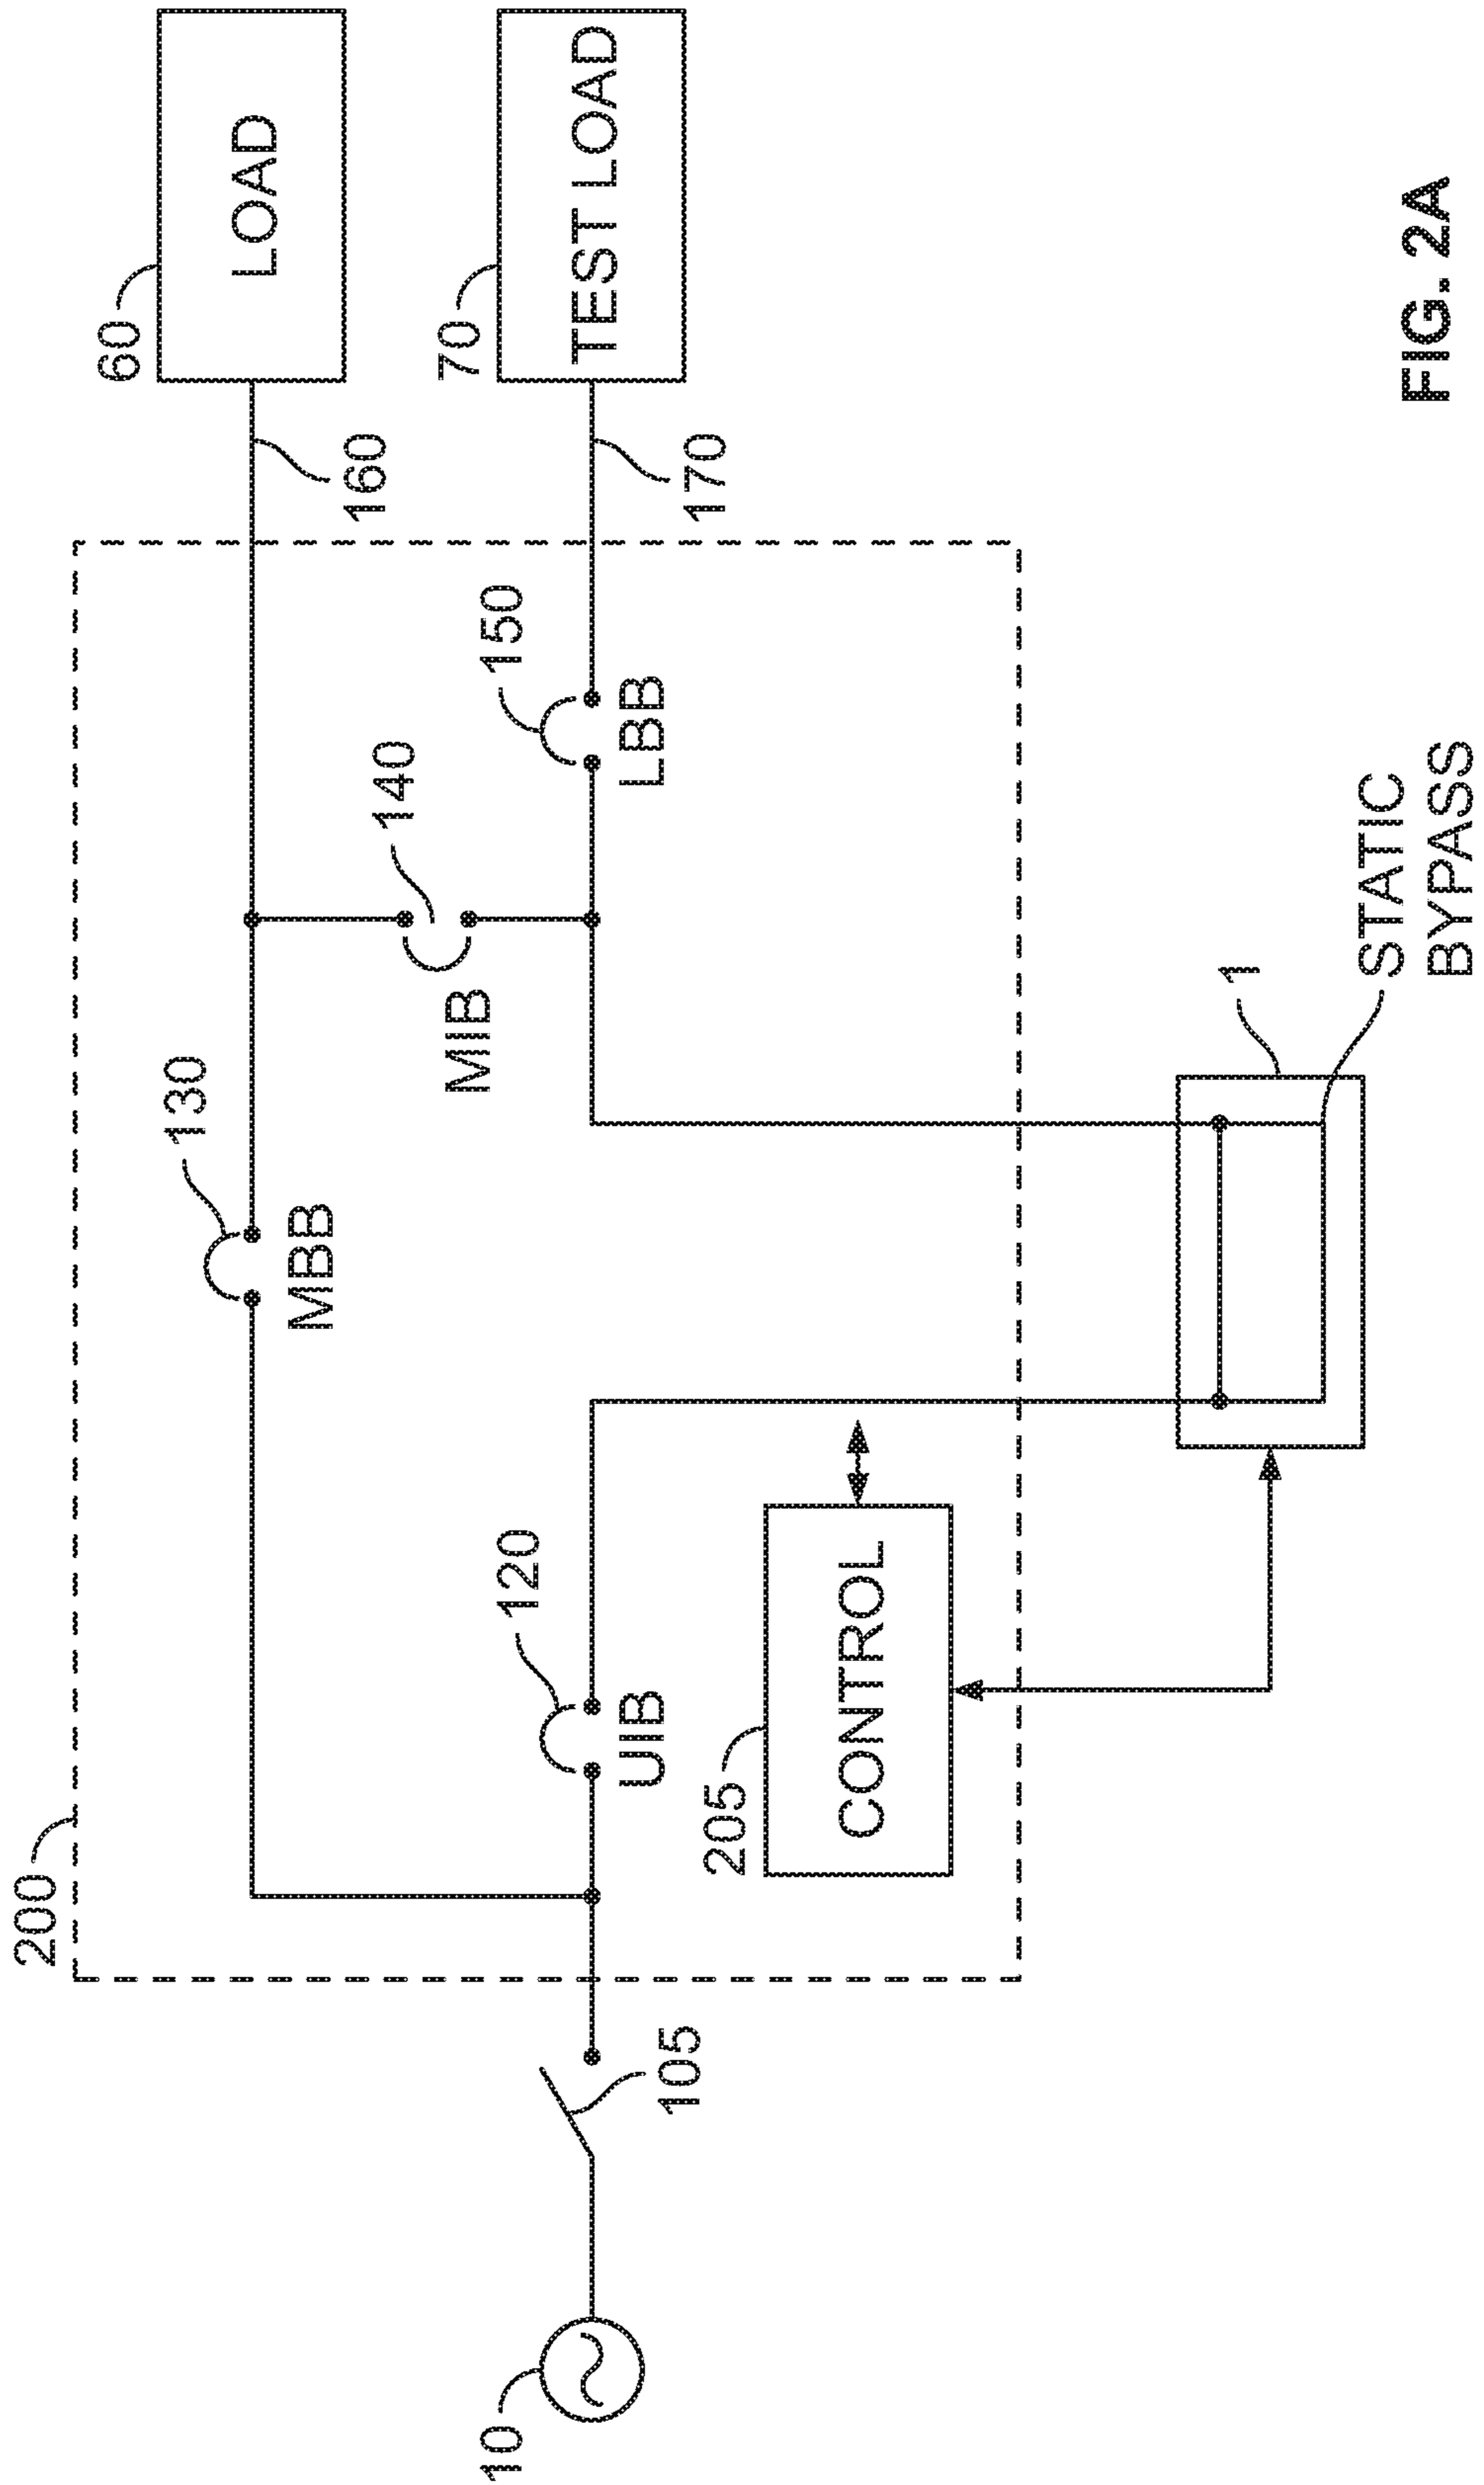 200
130
MBB
140
MIB
60
LOAD
160
10
105
120
UIB
150
LBB
70
TEST LOAD
170
205
CONTROL
1
STATIC
BYPASS
FIG. 2A